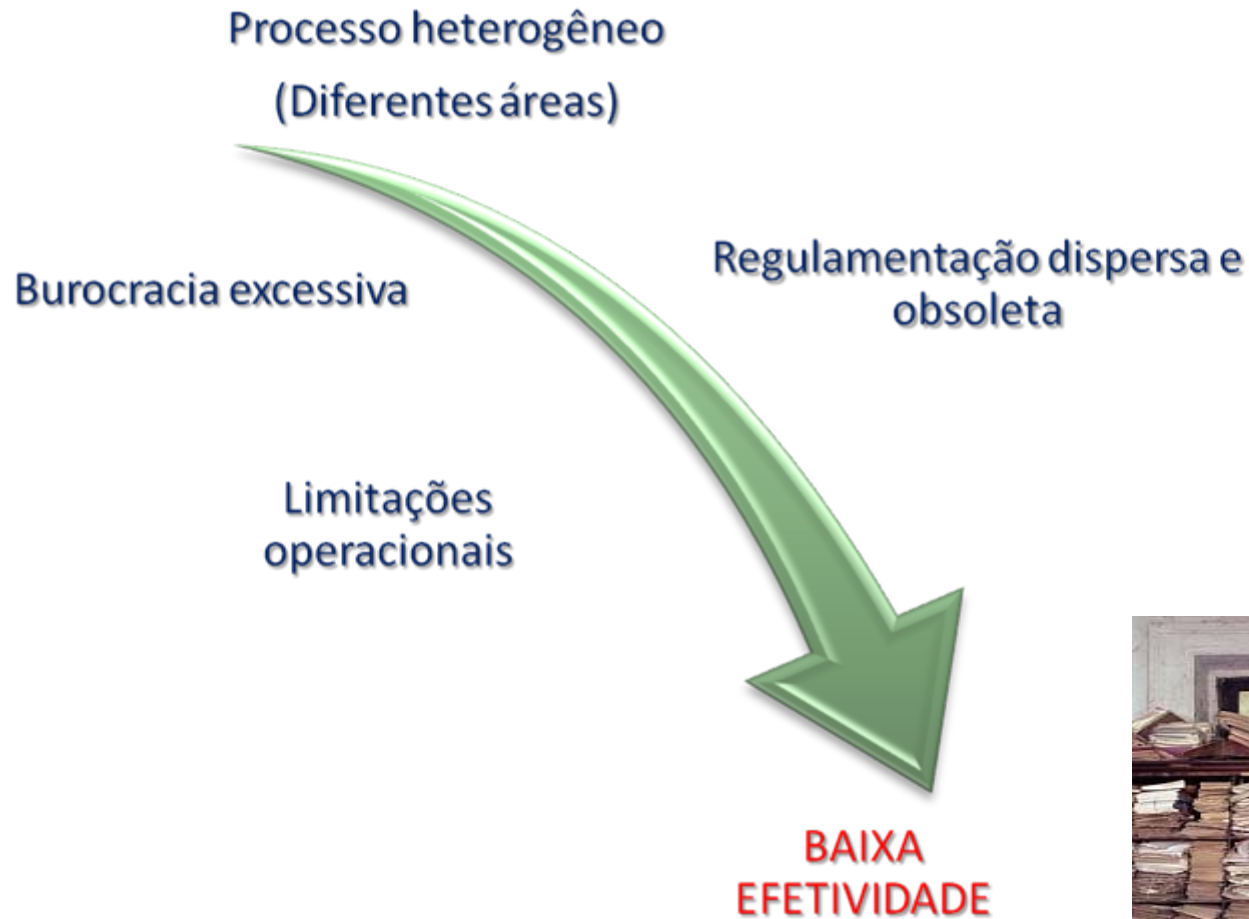 Processo heterogêneo
(Diferentes áreas)
Burocracia excessiva
Regulamentação dispersa e
obsoleta
Limitações
operacionais
BAIXA
EFETIVIDADE